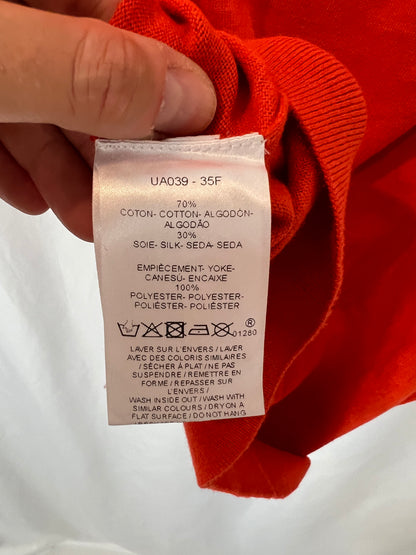 UA039 - 35F
70%
COTON- COTTON- ALGODÓN-
ALGODÃO
30%
SOIE- SILK- SEDA- SEDA
EMPIÈCEMENT- YOKE-
CANESÚ- ENCAIXE
100%
POLYESTER- POLYESTER-
POLIÉSTER- POLIÉSTER
®
01280
LAVER SUR L'ENVERS / LAVER
AVEC DES COLORIS SIMILAIRES
/ SÉCHER À PLAT / NE PAS
SUSPENDRE / REMETTRE EN
FORME / REPASSER SUR
L'ENVERS /
WASH INSIDE OUT / WASH WITH
SIMILAR COLOURS / DRY ON A
FLAT SURFACE / DO NOT HANG